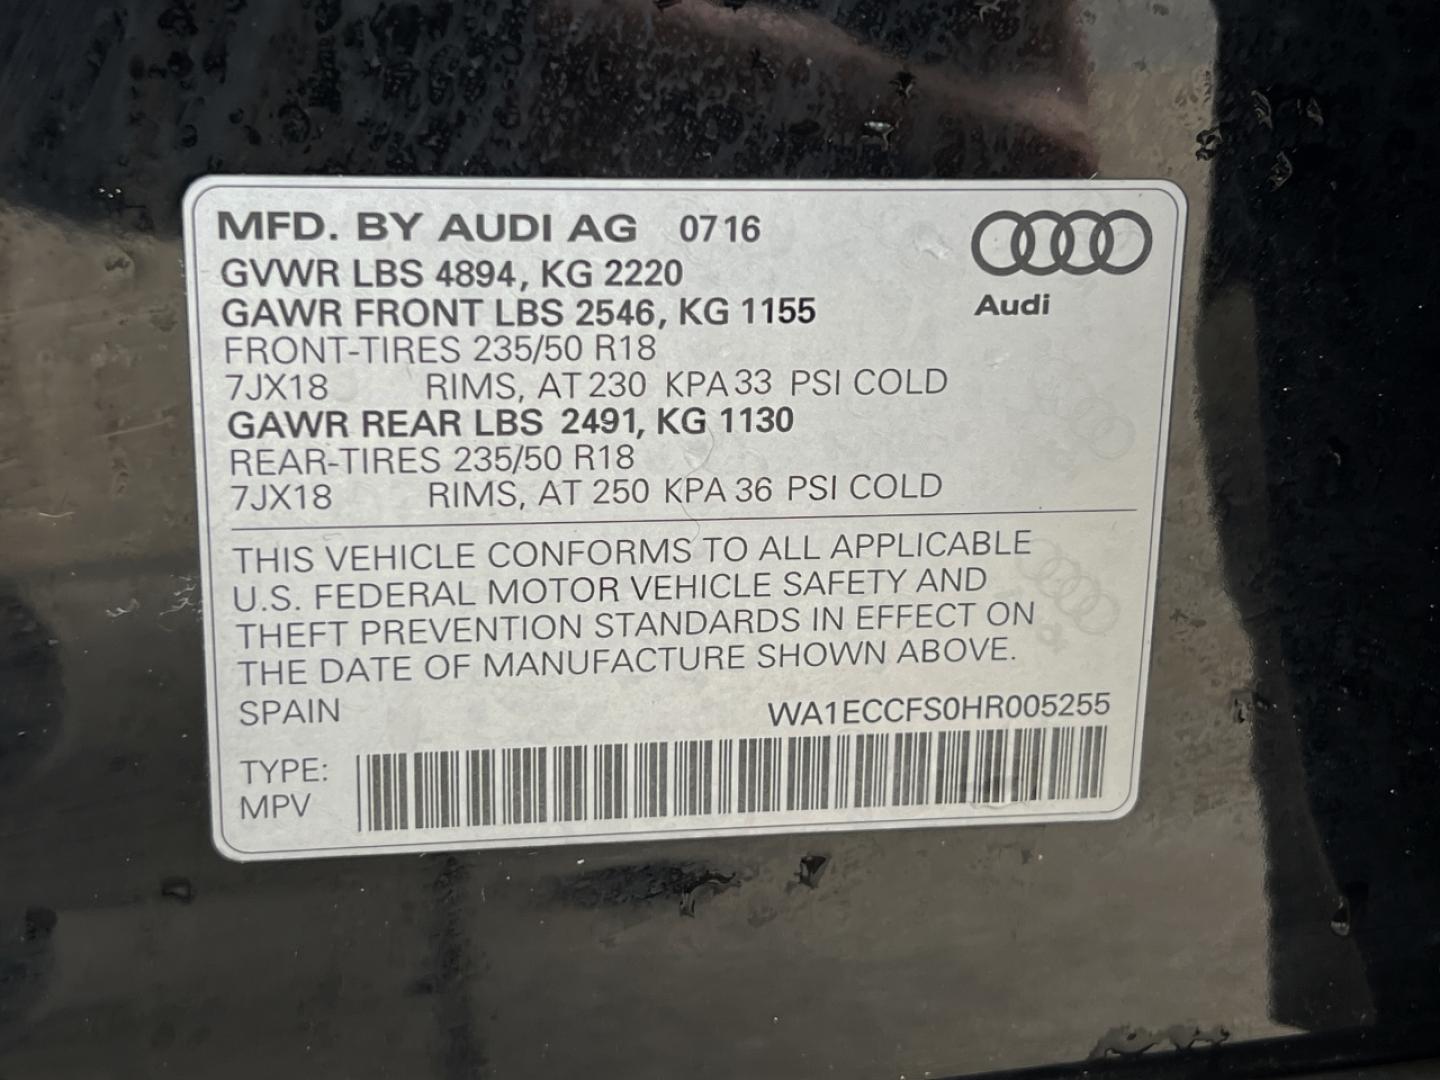 MFD. BY AUDI AG 0716
GVWR LBS 4894, KG 2220
GAWR FRONT LBS 2546, KG 1155
Audi
FRONT-TIRES 235/50 R18
7JX18 RIMS, AT 230 KPA 33 PSI COLD
GAWR REAR LBS 2491, KG 1130
REAR-TIRES 235/50 R18
7JX18 RIMS, AT 250 KPA 36 PSI COLD
THIS VEHICLE CONFORMS TO ALL APPLICABLE
U.S. FEDERAL MOTOR VEHICLE SAFETY AND
THEFT PREVENTION STANDARDS IN EFFECT ON
THE DATE OF MANUFACTURE SHOWN ABOVE.
SPAIN WA1ECCFS0HR005255
TYPE:
MPV